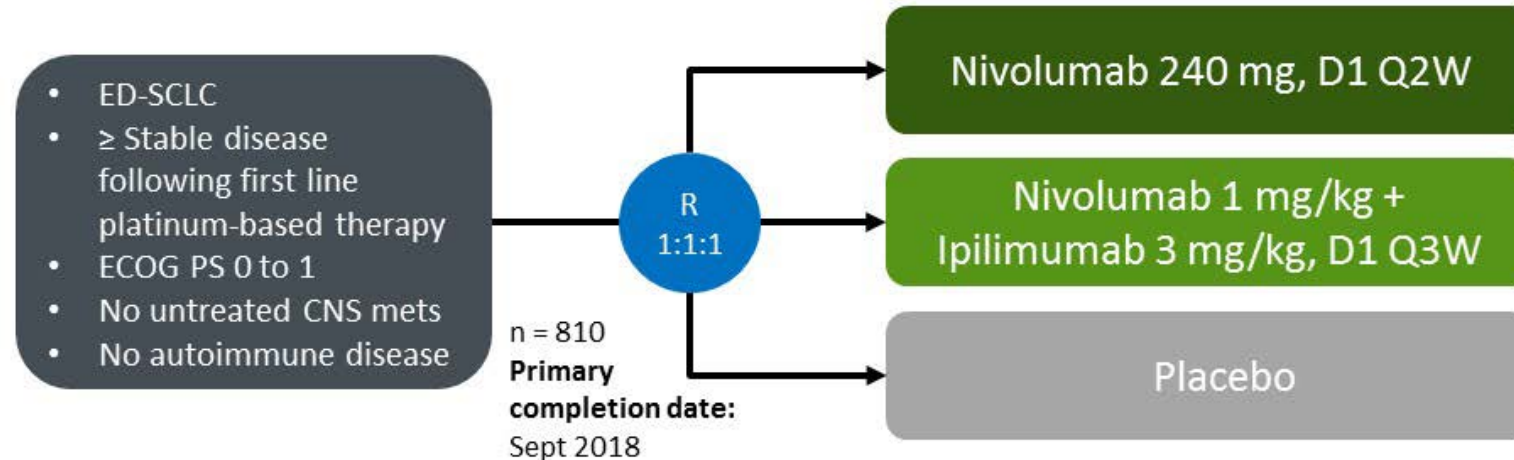 • ED-SCLC
• ≥ Stable disease
following first line
platinum-based therapy
• ECOG PS 0 to 1
• No untreated CNS mets
• No autoimmune disease
R
1:1:1
n = 810
Primary
completion date:
Sept 2018
Nivolumab 240 mg, D1 Q2W
Nivolumab 1 mg/kg +
Ipilimumab 3 mg/kg, D1 Q3W
Placebo